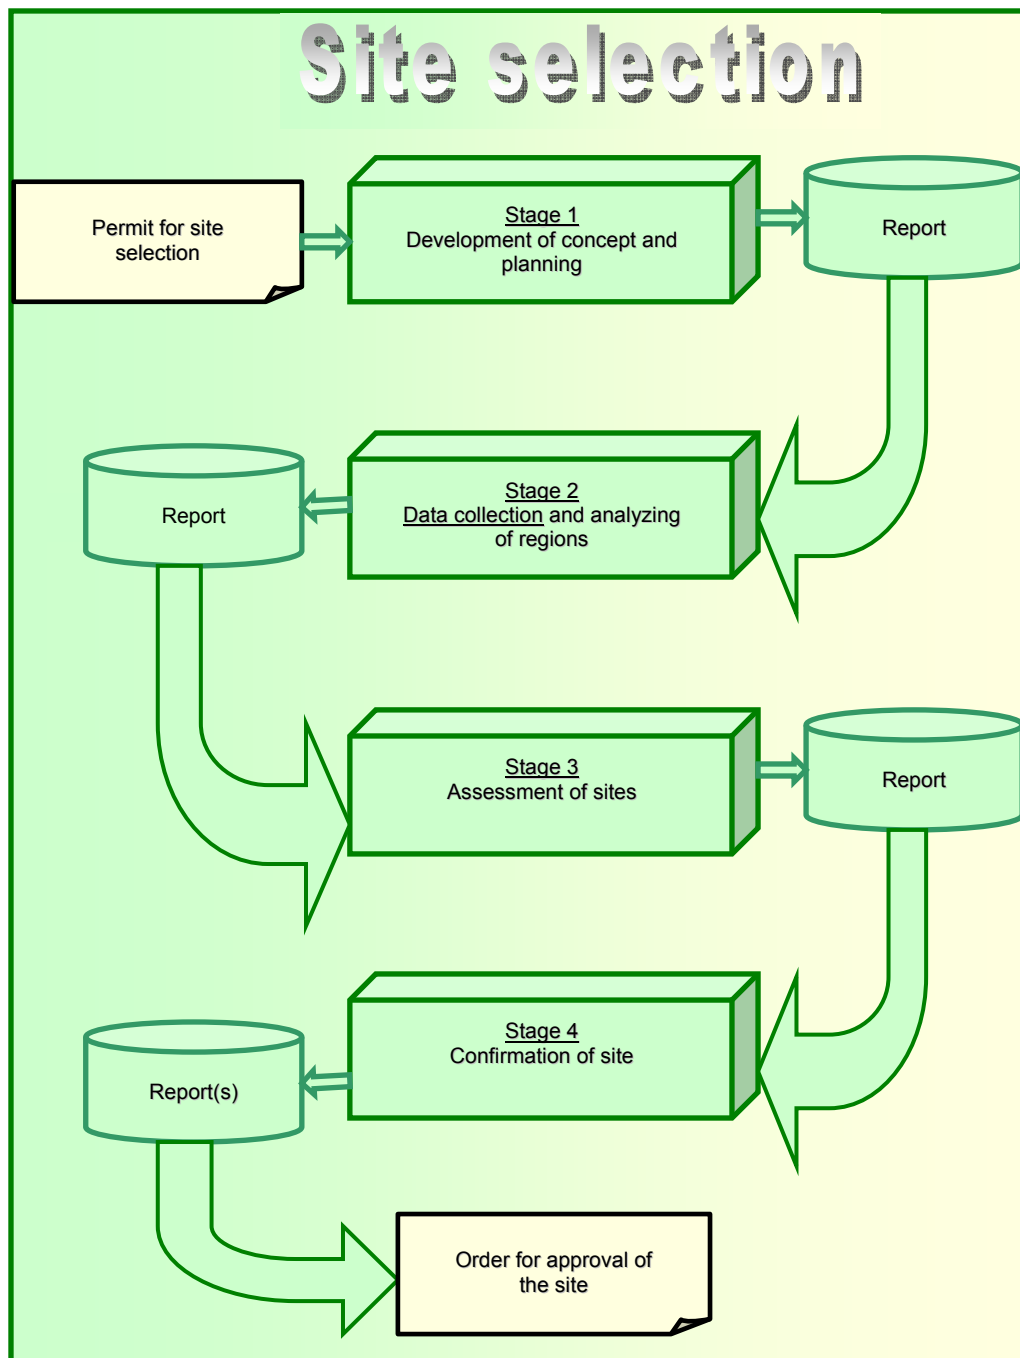 Site selection
Permit for site
selection
Stage 1
Development of concept and
planning
Report
Stage 2
Data collection and analyzing
of regions
Report
Stage 3
Assessment of sites
Report
Stage 4
Confirmation of site
Report(s)
Order for approval of
the site